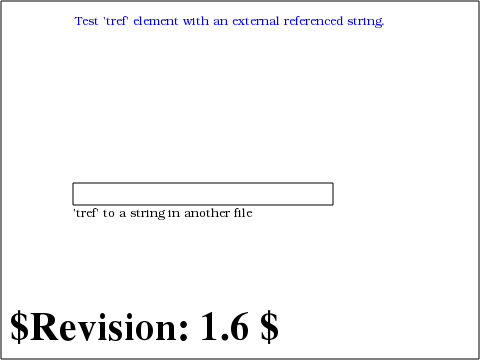 Test 'tref' element with an external referenced string.
'tref' to a string in another file
$Revision: 1.6 $